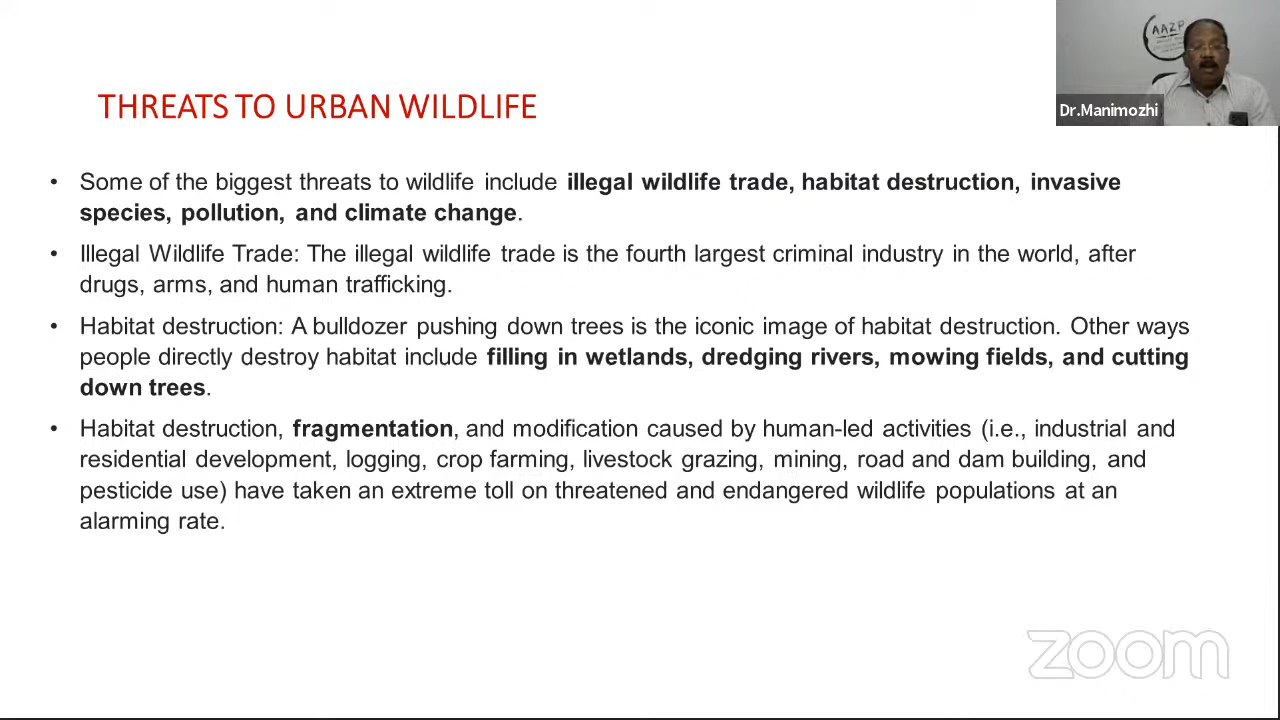 AAZP
Dr.Manimozhi
THREATS TO URBAN WILDLIFE
• Some of the biggest threats to wildlife include illegal wildlife trade, habitat destruction, invasive
species, pollution, and climate change.
• Illegal Wildlife Trade: The illegal wildlife trade is the fourth largest criminal industry in the world, after
drugs, arms, and human trafficking.
• Habitat destruction: A bulldozer pushing down trees is the iconic image of habitat destruction. Other ways
people directly destroy habitat include filling in wetlands, dredging rivers, mowing fields, and cutting
down trees.
• Habitat destruction, fragmentation, and modification caused by human-led activities (i.e., industrial and
residential development, logging, crop farming, livestock grazing, mining, road and dam building, and
pesticide use) have taken an extreme toll on threatened and endangered wildlife populations at an
alarming rate.
zoom